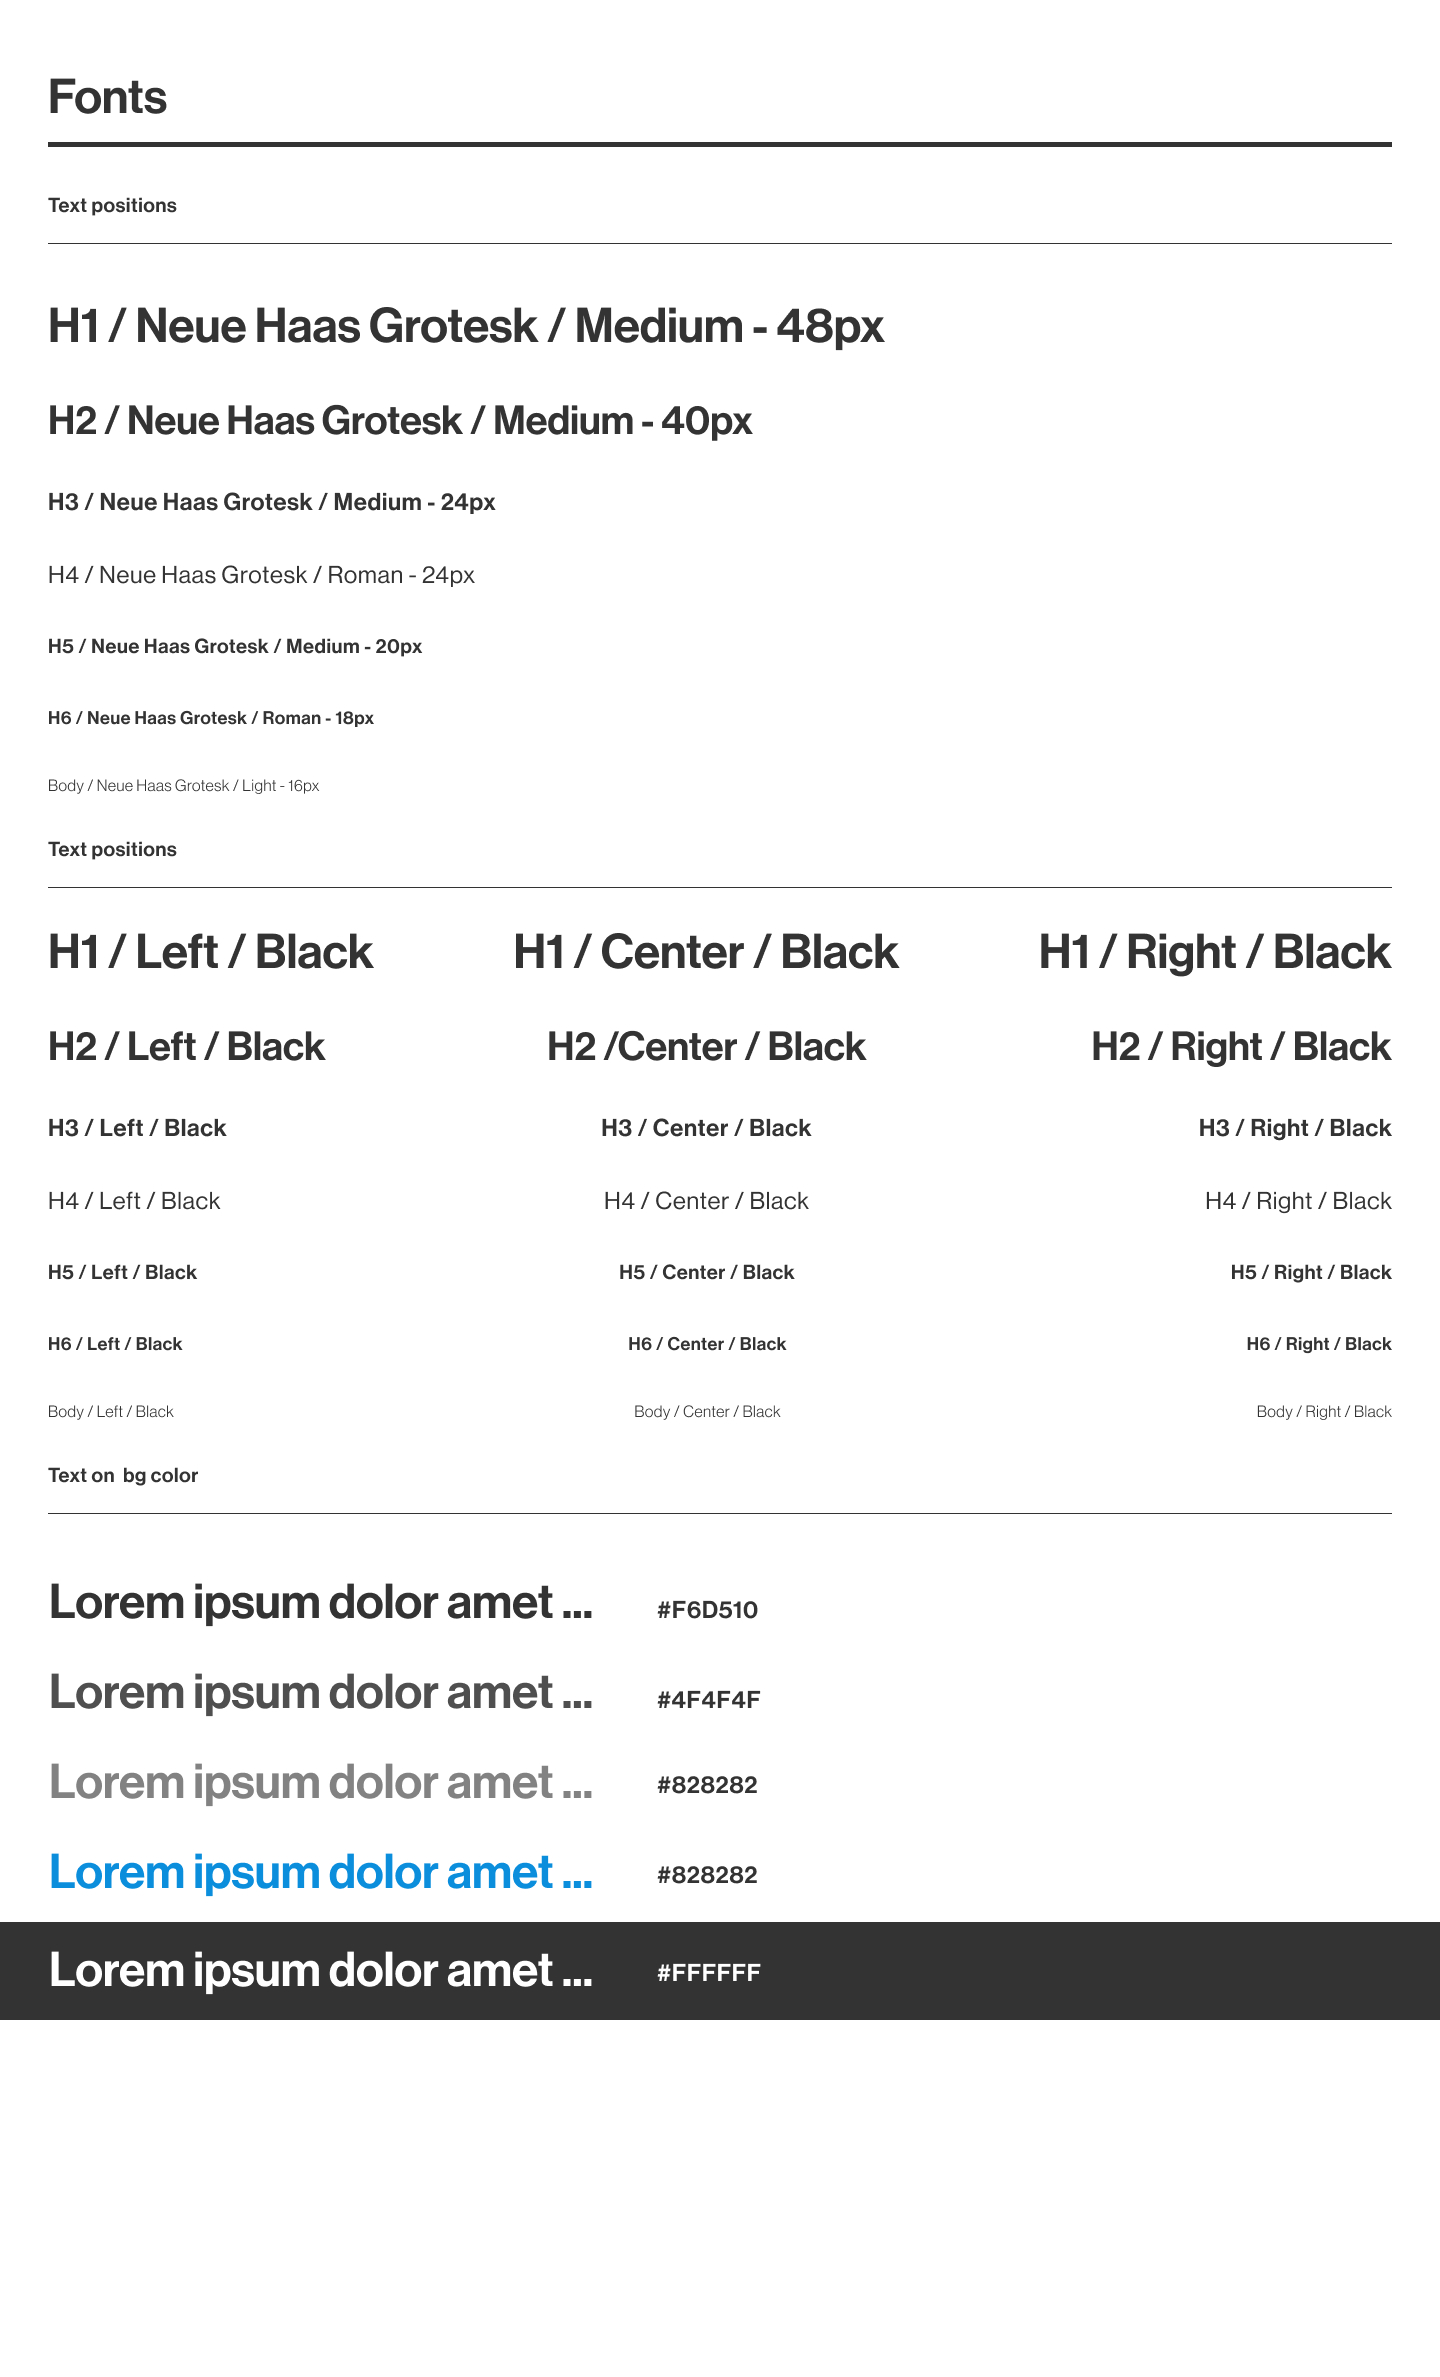 Fonts
Text positions
H1 / Neue Haas Grotesk / Medium - 48px
H2 / Neue Haas Grotesk / Medium - 40px
H3 / Neue Haas Grotesk / Medium - 24px
H4 / Neue Haas Grotesk / Roman - 24px
H5 / Neue Haas Grotesk / Medium - 20px
H6 / Neue Haas Grotesk / Roman - 18px
Body / Neue Haas Grotesk / Light - 16px
Text positions
H1 / Left / Black H1 / Center / Black H1 / Right / Black
H2 / Left / Black H2 /Center / Black H2 / Right / Black
H3 / Left / Black H3 / Center / Black H3 / Right / Black
H4 / Left / Black H4 / Center / Black H4 / Right / Black
H5 / Left / Black H5 / Center / Black H5 / Right / Black
H6 / Left / Black H6 / Center / Black H6 / Right / Black
Body / Left / Black Body / Center / Black Body / Right / Black
Text on  bg color
Lorem ipsum dolor amet ... #F6D510
Lorem ipsum dolor amet ... #4F4F4F
Lorem ipsum dolor amet ... #828282
Lorem ipsum dolor amet ... #828282
Lorem ipsum dolor amet ... #FFFFFF